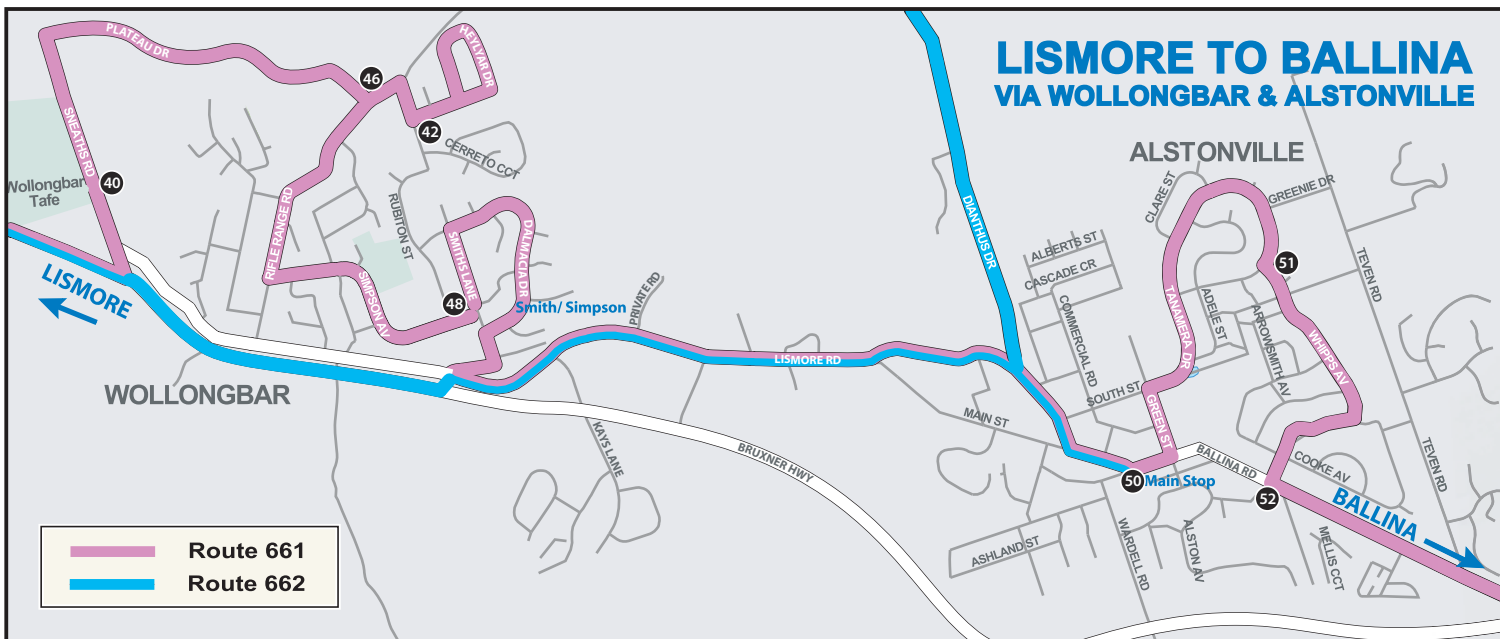 LISMORE TO BALLINA
VIA WOLLONGBAR & ALSTONVILLE
PLATEAU DR
HEYLYAR DR
46
42
SNEATHS RD
CERRETO CCT
40
Wollongbar
Tafe
RIFLE RANGE RD
RUBITON ST
SMITHS LANE
DALMACIA DR
SIMPSON AV
48
Smith/ Simpson
PRIVATE RD
LISMORE
WOLLONGBAR
LISMORE RD
KAYS LANE
BRUXNER HWY
DIANTHUS DR
ALSTONVILLE
CLARE ST
GREENIE DR
ALBERTS ST
CASCADE CR
COMMERCIAL RD
TANAMERA DR
ADELE ST
ARROWSMITH AV
51
WHIPPS AV
TEVEN RD
SOUTH ST
GREEN ST
MAIN ST
BALLINA RD
COOKE AV
TEVEN RD
50
Main Stop
52
BALLINA
ASHLAND ST
WARDELL RD
ALSTON AV
MELLIS CCT
Route 661
Route 662